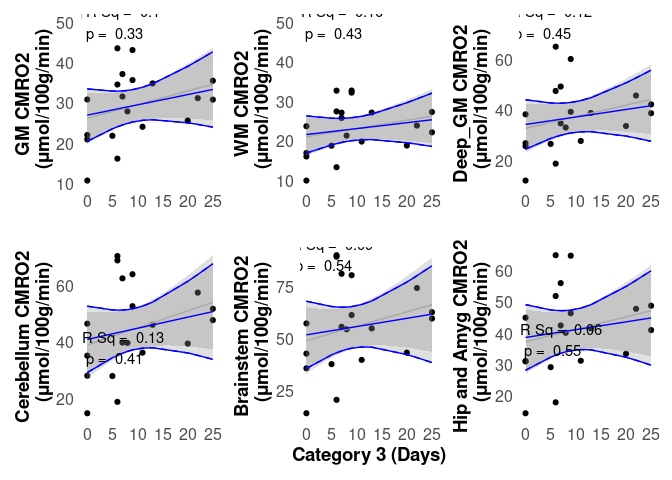 R Sq = 0.1
p = 0.33
50
40
30
20
10
0 5 10 15 20 25
GM CMRO2
(μmol/100g/min)
p = 0.43
50
40
30
20
10
0 5 10 15 20 25
WM CMRO2
(μmol/100g/min)
p = 0.45
60
40
20
0 5 10 15 20 25
Deep_GM CMRO2
(μmol/100g/min)
60
40
20
R Sq = 0.13
p = 0.41
0 5 10 15 20 25
Cerebellum CMRO2
(μmol/100g/min)
p = 0.54
75
50
25
0 5 10 15 20 25
Brainstem CMRO2
(μmol/100g/min)
60
50
40
30
20
R Sq = 0.06
p = 0.55
0 5 10 15 20 25
Hip and Amyg CMRO2
(μmol/100g/min)
Category 3 (Days)